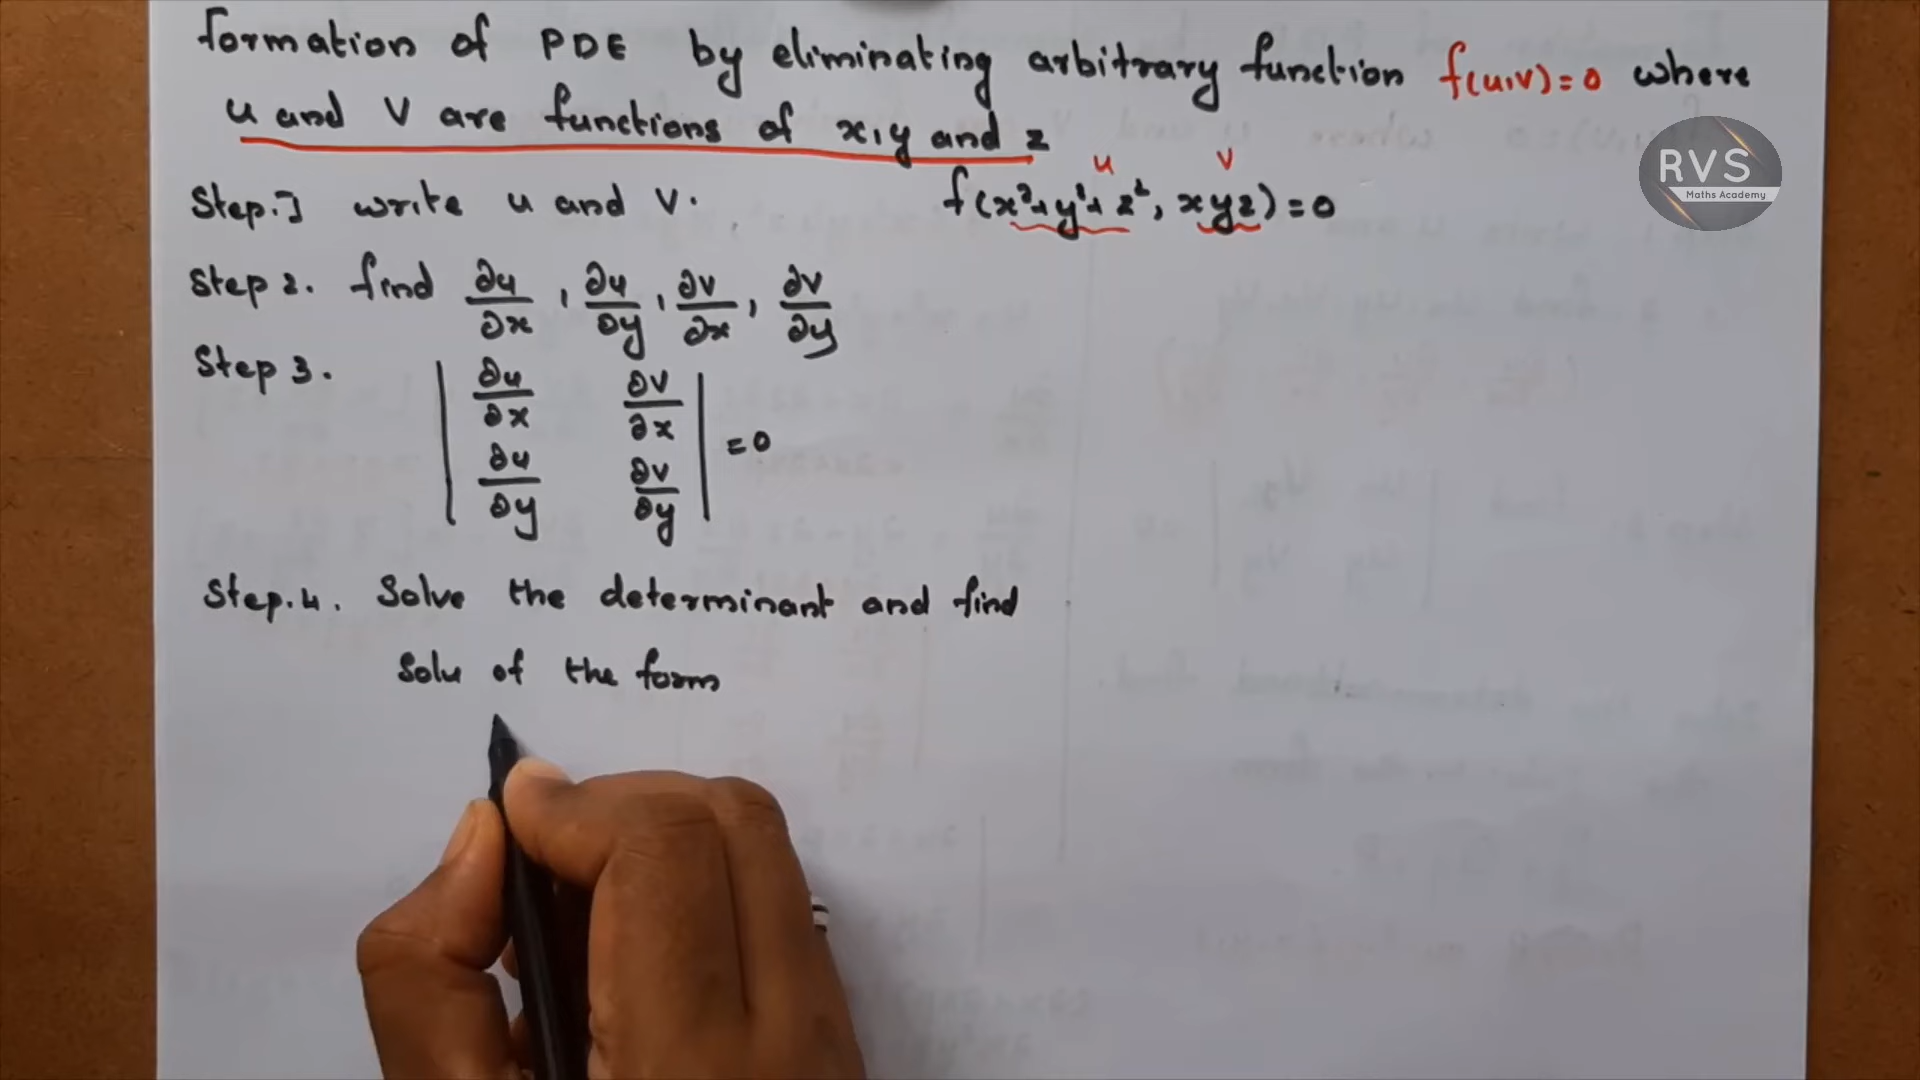 Formation of PDE by eliminating arbitrary function f(u,v)=0 where
u and v are functions of x,y and z
RVS
Maths Academy
u v
Step.1 write u and v. f(x²+y²+z², xyz)=0
Step 2. find ∂u/∂x, ∂u/∂y, ∂v/∂x, ∂v/∂y
Step 3. | ∂u/∂x ∂v/∂x |
| ∂u/∂y ∂v/∂y | =0
Step.4. Solve the determinant and find
Solu of the form